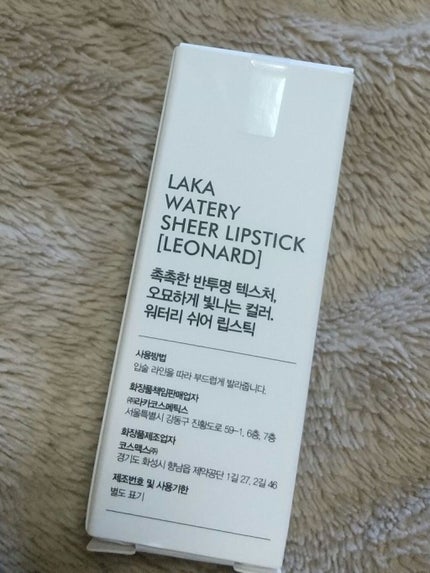 LAKA
WATERY
SHEER LIPSTICK
[LEONARD]
촉촉한 반투명 텍스처,
오묘하게 빛나는 컬러.
워터리 쉬어 립스틱
사용방법
입술 라인을 따라 부드럽게 발라줍니다.
화장품책임판매업자
㈜라카코스메틱스
서울특별시 강동구 진황도로 59-1, 6층, 7층
화장품제조업자
코스맥스㈜
경기도 화성시 향남읍 제약공단 1길 27, 2길 46
제조번호 및 사용기한
별도 표기